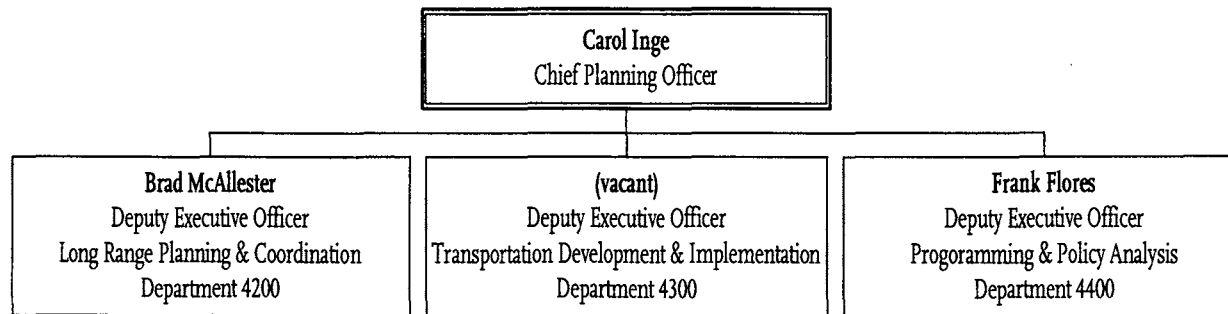 Carol Inge
Chief Planning Officer
Brad McAllester
Deputy Executive Officer
Long Range Planning & Coordination
Department 4200
(vacant)
Deputy Executive Officer
Transportation Development & Implementation
Department 4300
Frank Flores
Deputy Executive Officer
Progoramming & Policy Analysis
Department 4400